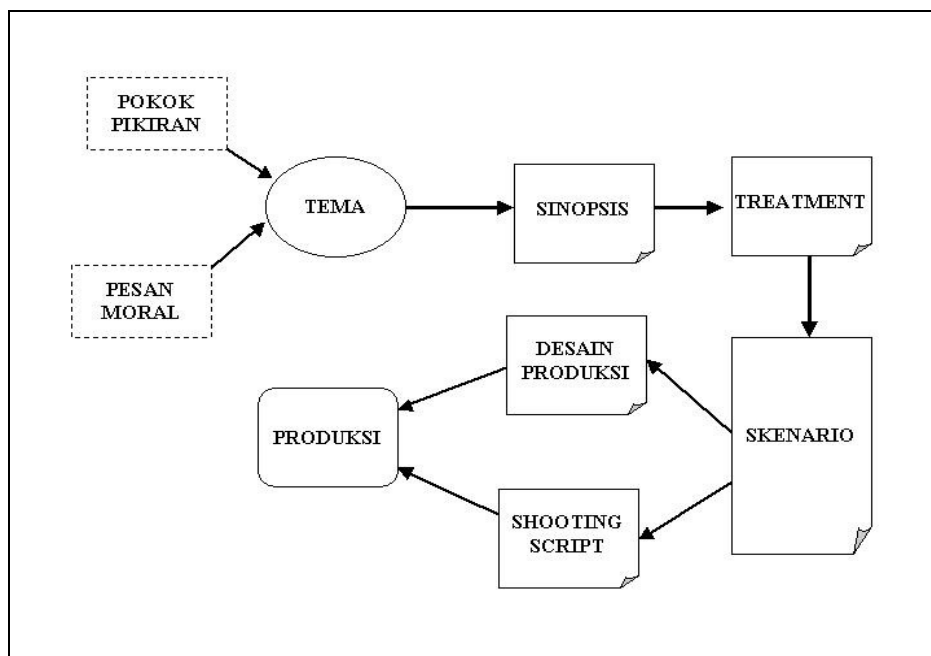 POKOK
PIKIRAN
TEMA
SINOPSIS
TREATMENT
PESAN
MORAL
DESAIN
PRODUKSI
SKENARIO
PRODUKSI
SHOOTING
SCRIPT